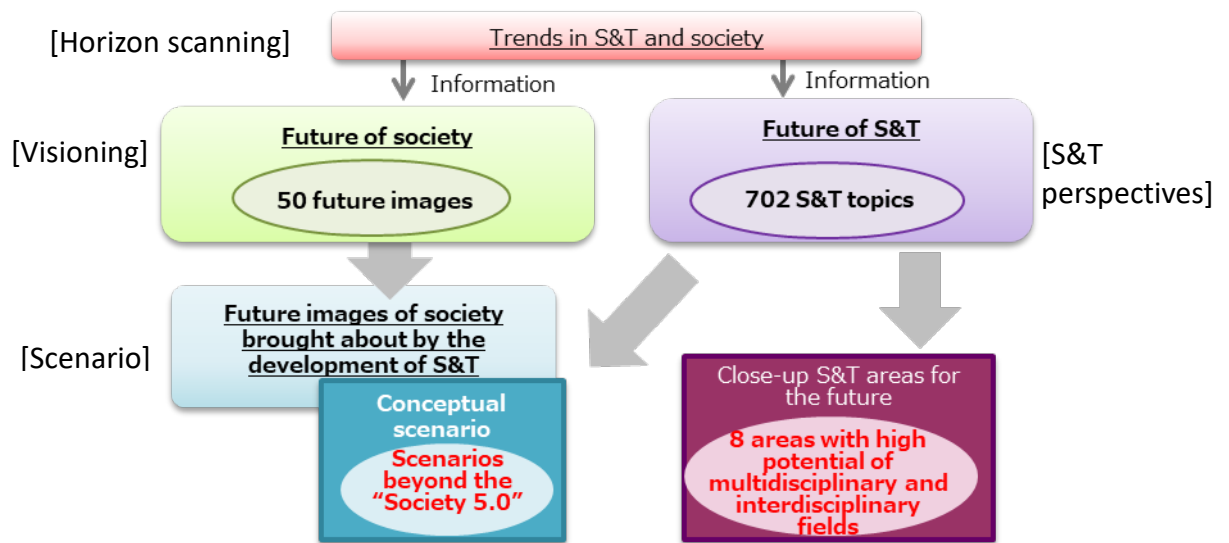 [Horizon scanning]
Trends in S&T and society
Information
Information
[Visioning]
Future of society
50 future images
Future of S&T
702 S&T topics
[S&T
perspectives]
[Scenario]
Future images of society
brought about by the
development of S&T
Conceptual
scenario
Scenarios
beyond the
“Society 5.0”
Close-up S&T areas for
the future
8 areas with high
potential of
multidisciplinary and
interdisciplinary
fields